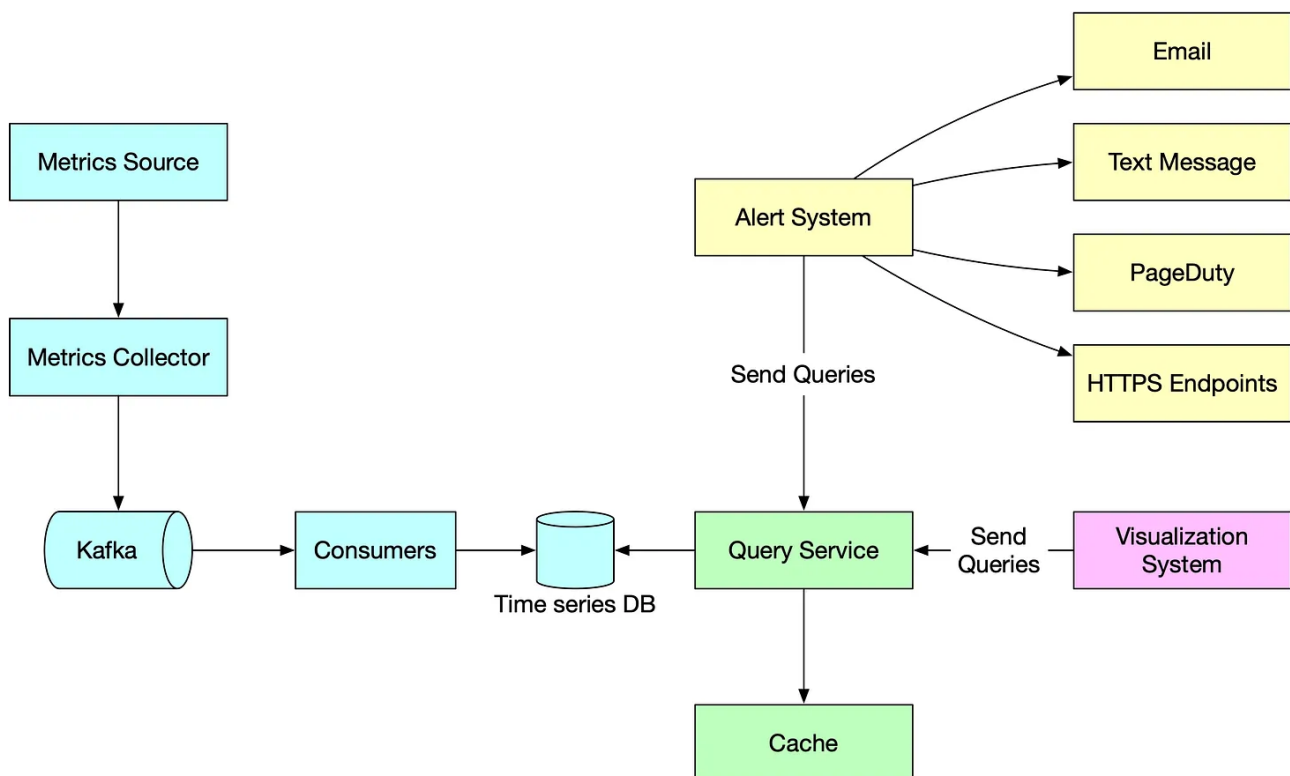 Email
Metrics Source
Text Message
Alert System
PageDuty
Metrics Collector
Send Queries
HTTPS Endpoints
Kafka
Consumers
Time series DB
Query Service
Send
Queries
Visualization
System
Cache